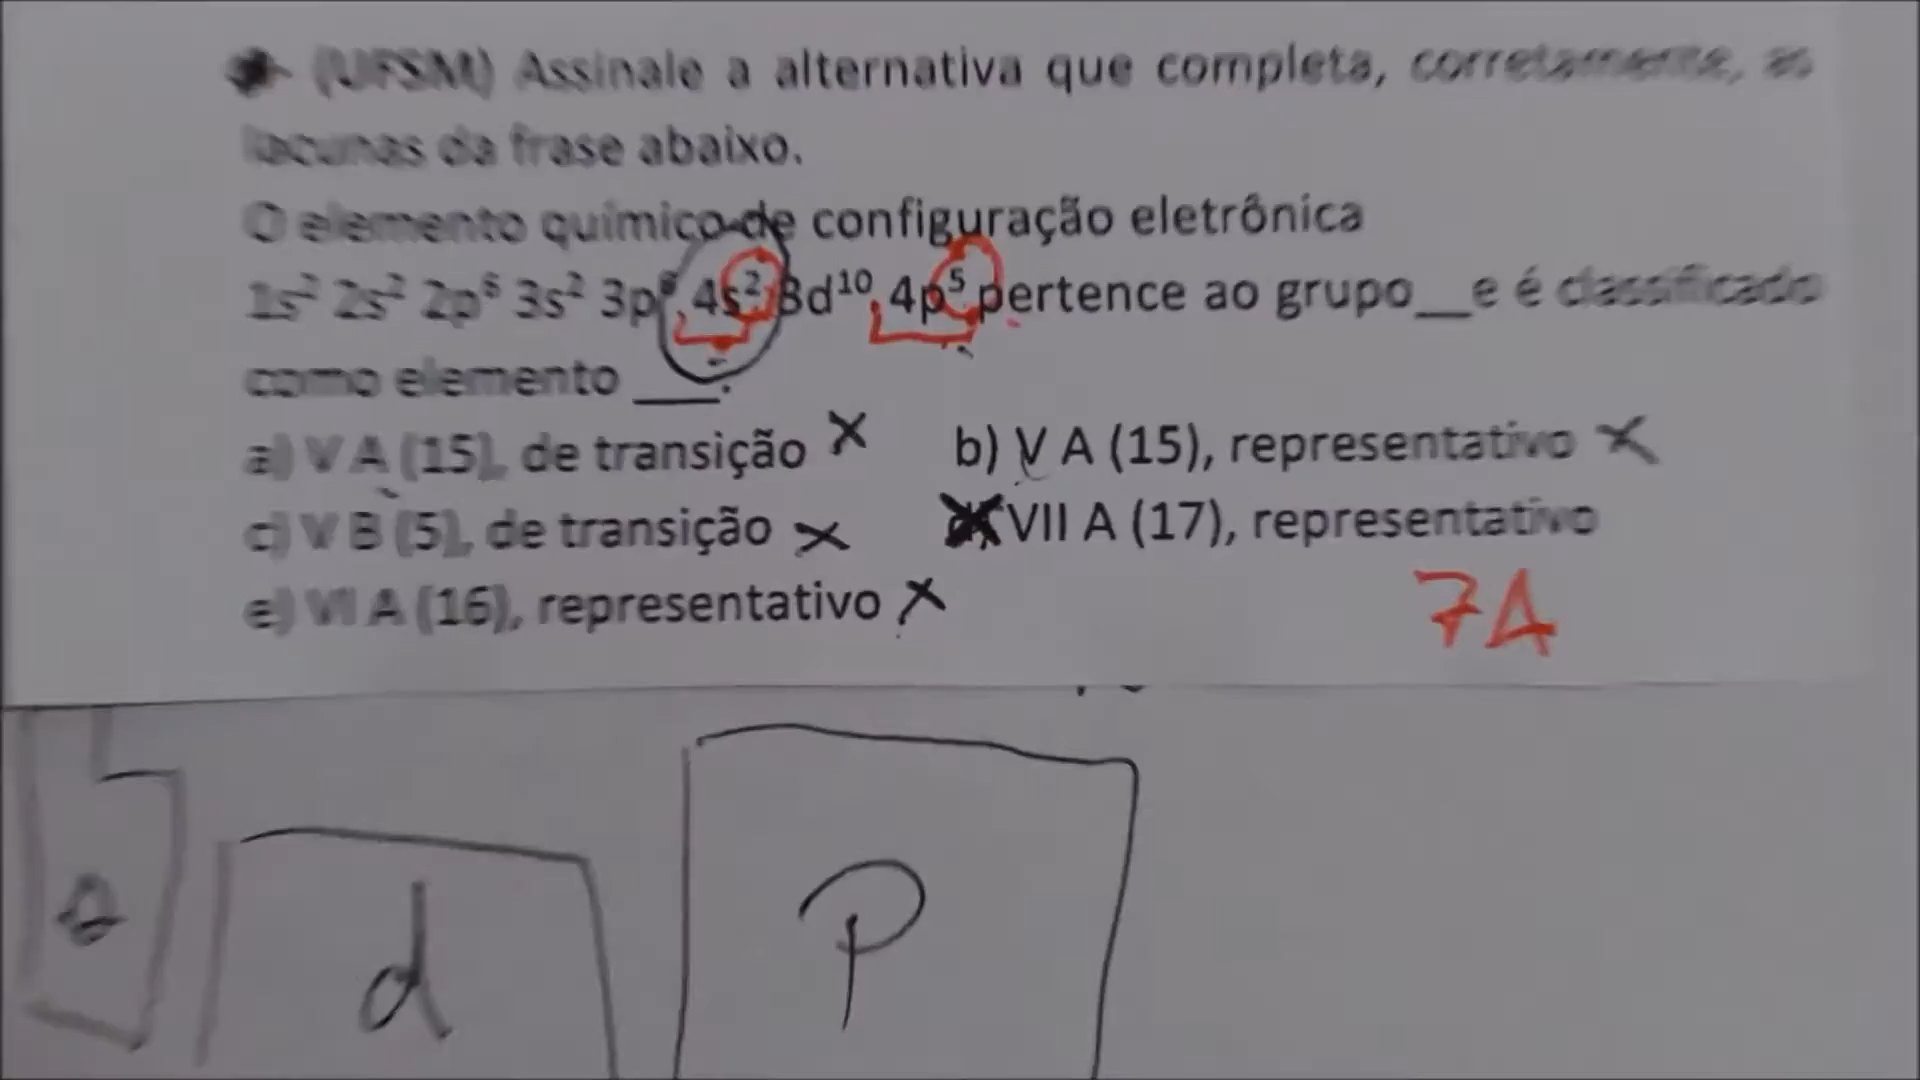 (UFSM) Assinale a alternativa que completa, corretamente, as
lacunas da frase abaixo.
O elemento químico de configuração eletrônica
1s² 2s² 2p⁶ 3s² 3p⁶ 4s² 3d¹⁰ 4p⁵ pertence ao grupo__e é classificado
como elemento ____.
a) V A (15), de transição X b) V A (15), representativo X
c) V B (5), de transição X d) VII A (17), representativo
e) VI A (16), representativo X
7A
d P